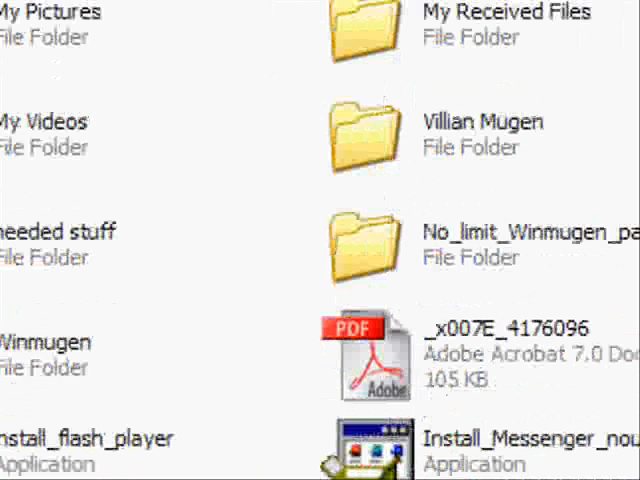 My Pictures
File Folder
My Received Files
File Folder
My Videos
File Folder
Villian Mugen
File Folder
needed stuff
File Folder
No_limit_Winmugen_pa
File Folder
Winmugen
File Folder
PDF
Adobe
_x007E_4176096
Adobe Acrobat 7.0 Doc
105 KB
nstall_flash_player
Application
Install_Messenger_nou
Application